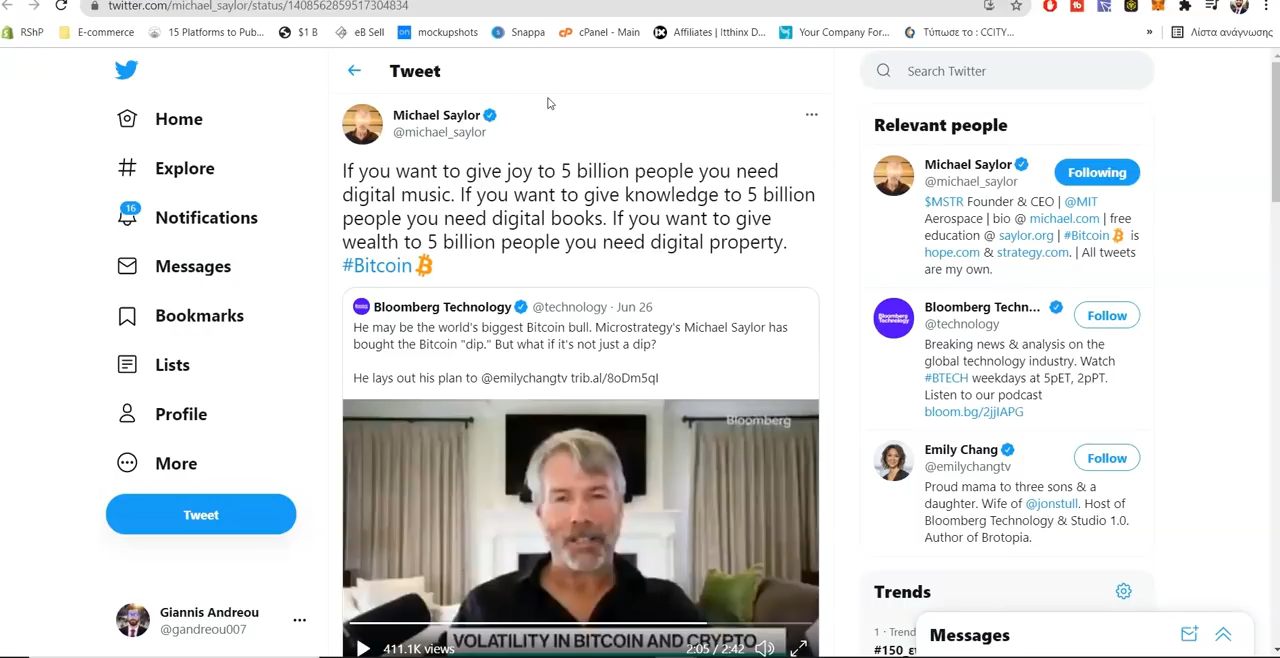 twitter.com/michael_saylor/status/1408562859517304834
RShP
E-commerce
15 Platforms to Pub...
$1 B
eB Sell
mockupshots
Snappa
cPanel - Main
Affiliates | Itthinx D...
Your Company For...
Τύπωσε το : CCITY...
»
Λίστα ανάγνωσης
Home
Explore
16
Notifications
Messages
Bookmarks
Lists
Profile
More
Tweet
Giannis Andreou
@gandreou007
Tweet
Michael Saylor
@michael_saylor
If you want to give joy to 5 billion people you need
digital music. If you want to give knowledge to 5 billion
people you need digital books. If you want to give
wealth to 5 billion people you need digital property.
#Bitcoin
Bloomberg Technology @technology · Jun 26
He may be the world's biggest Bitcoin bull. Microstrategy's Michael Saylor has
bought the Bitcoin "dip." But what if it's not just a dip?
He lays out his plan to @emilychangtv trib.al/8oDm5qI
Bloomberg
VOLATILITY IN BITCOIN AND CRYPTO
411.1K views
2:05 / 2:42
Search Twitter
Relevant people
Michael Saylor
@michael_saylor
Following
$MSTR Founder & CEO | @MIT
Aerospace | bio @ michael.com | free
education @ saylor.org | #Bitcoin is
hope.com & strategy.com. | All tweets
are my own.
Bloomberg Techn...
@technology
Follow
Breaking news & analysis on the
global technology industry. Watch
#BTECH weekdays at 5pET, 2pPT.
Listen to our podcast
bloom.bg/2jjIAPG
Emily Chang
@emilychangtv
Follow
Proud mama to three sons & a
daughter. Wife of @jonstull. Host of
Bloomberg Technology & Studio 1.0.
Author of Brotopia.
Trends
1 · Trend
Messages